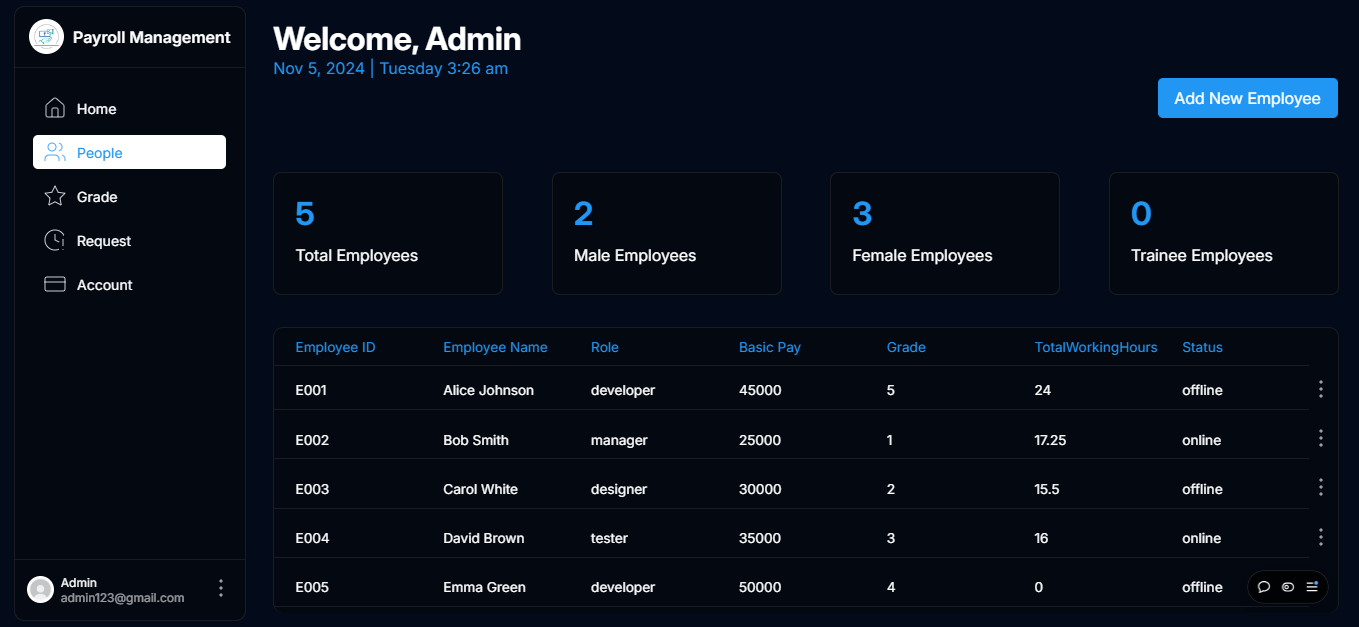 Payroll Management
Home
People
Grade
Request
Account
Admin
admin123@gmail.com
Welcome, Admin
Nov 5, 2024 | Tuesday 3:26 am
Add New Employee
5
Total Employees
2
Male Employees
3
Female Employees
0
Trainee Employees
Employee ID Employee Name Role Basic Pay Grade TotalWorkingHours Status
E001 Alice Johnson developer 45000 5 24 offline
E002 Bob Smith manager 25000 1 17.25 online
E003 Carol White designer 30000 2 15.5 offline
E004 David Brown tester 35000 3 16 online
E005 Emma Green developer 50000 4 0 offline